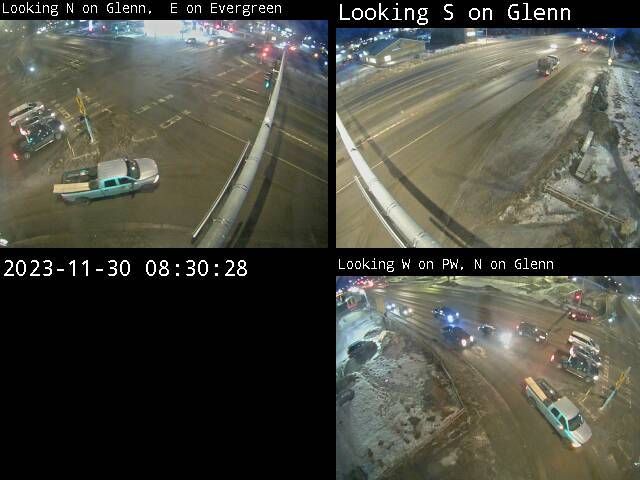 Looking N on Glenn,  E on Evergreen
Looking S on Glenn
2023-11-30 08:30:28
Looking W on PW, N on Glenn